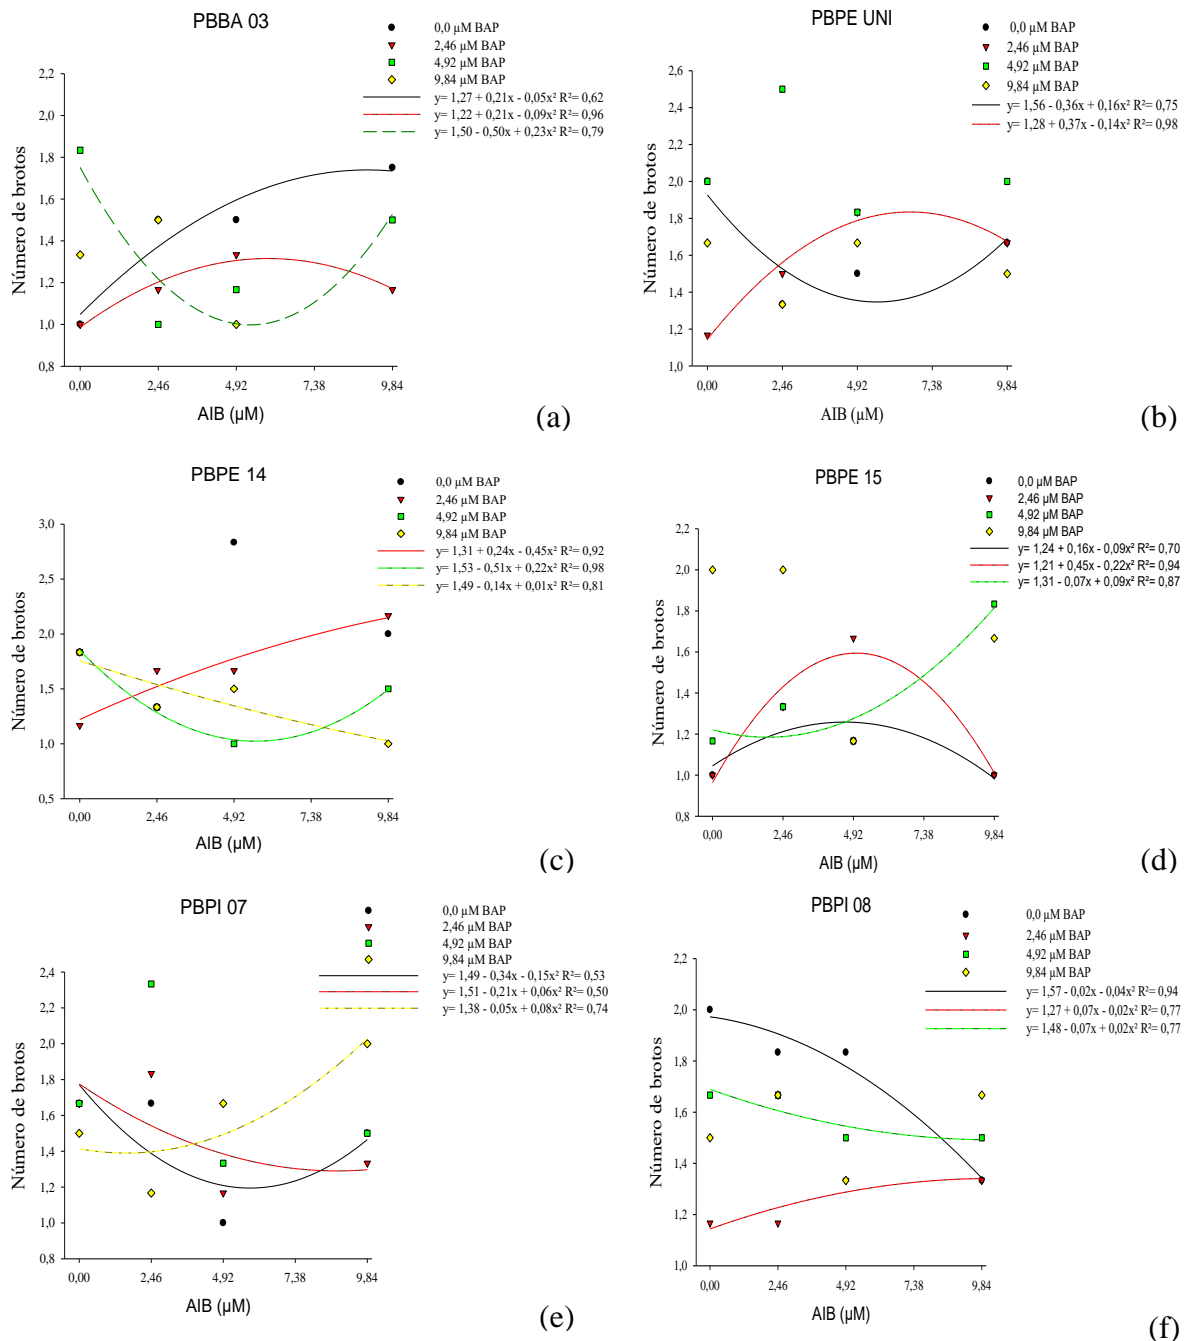 PBBA 03
0,0 µM BAP
2,46 µM BAP
4,92 µM BAP
9,84 µM BAP
y= 1,27 + 0,21x - 0,05x² R²= 0,62
y= 1,22 + 0,21x - 0,09x² R²= 0,96
y= 1,50 - 0,50x + 0,23x² R²= 0,79
Número de brotos
2,2
2,0
1,8
1,6
1,4
1,2
1,0
0,8
0,00 2,46 4,92 7,38 9,84
AIB (µM)
(a)
PBPE UNI
0,0 µM BAP
2,46 µM BAP
4,92 µM BAP
9,84 µM BAP
y= 1,56 - 0,36x + 0,16x² R²= 0,75
y= 1,28 + 0,37x - 0,14x² R²= 0,98
Número de brotos
2,6
2,4
2,2
2,0
1,8
1,6
1,4
1,2
1,0
0,00 2,46 4,92 7,38 9,84
AIB (µM)
(b)
PBPE 14
0,0 µM BAP
2,46 µM BAP
4,92 µM BAP
9,84 µM BAP
y= 1,31 + 0,24x - 0,45x² R²= 0,92
y= 1,53 - 0,51x + 0,22x² R²= 0,98
y= 1,49 - 0,14x + 0,01x² R²= 0,81
Número de brotos
3,0
2,5
2,0
1,5
1,0
0,5
0,00 2,46 4,92 7,38 9,84
AIB (µM)
(c)
PBPE 15
0,0 µM BAP
2,46 µM BAP
4,92 µM BAP
9,84 µM BAP
y= 1,24 + 0,16x - 0,09x² R²= 0,70
y= 1,21 + 0,45x - 0,22x² R²= 0,94
y= 1,31 - 0,07x + 0,09x² R²= 0,87
Número de brotos
2,2
2,0
1,8
1,6
1,4
1,2
1,0
0,8
0,00 2,46 4,92 7,38 9,84
AIB (µM)
(d)
PBPI 07
0,0 µM BAP
2,46 µM BAP
4,92 µM BAP
9,84 µM BAP
y= 1,49 - 0,34x - 0,15x² R²= 0,53
y= 1,51 - 0,21x + 0,06x² R²= 0,50
y= 1,38 - 0,05x + 0,08x² R²= 0,74
Número de brotos
2,4
2,2
2,0
1,8
1,6
1,4
1,2
1,0
0,8
0,00 2,46 4,92 7,38 9,84
AIB (µM)
(e)
PBPI 08
0,0 µM BAP
2,46 µM BAP
4,92 µM BAP
9,84 µM BAP
y= 1,57 - 0,02x - 0,04x² R²= 0,94
y= 1,27 + 0,07x - 0,02x² R²= 0,77
y= 1,48 - 0,07x + 0,02x² R²= 0,77
Número de brotos
2,2
2,0
1,8
1,6
1,4
1,2
1,0
0,00 2,46 4,92 7,38 9,84
AIB (µM)
(f)